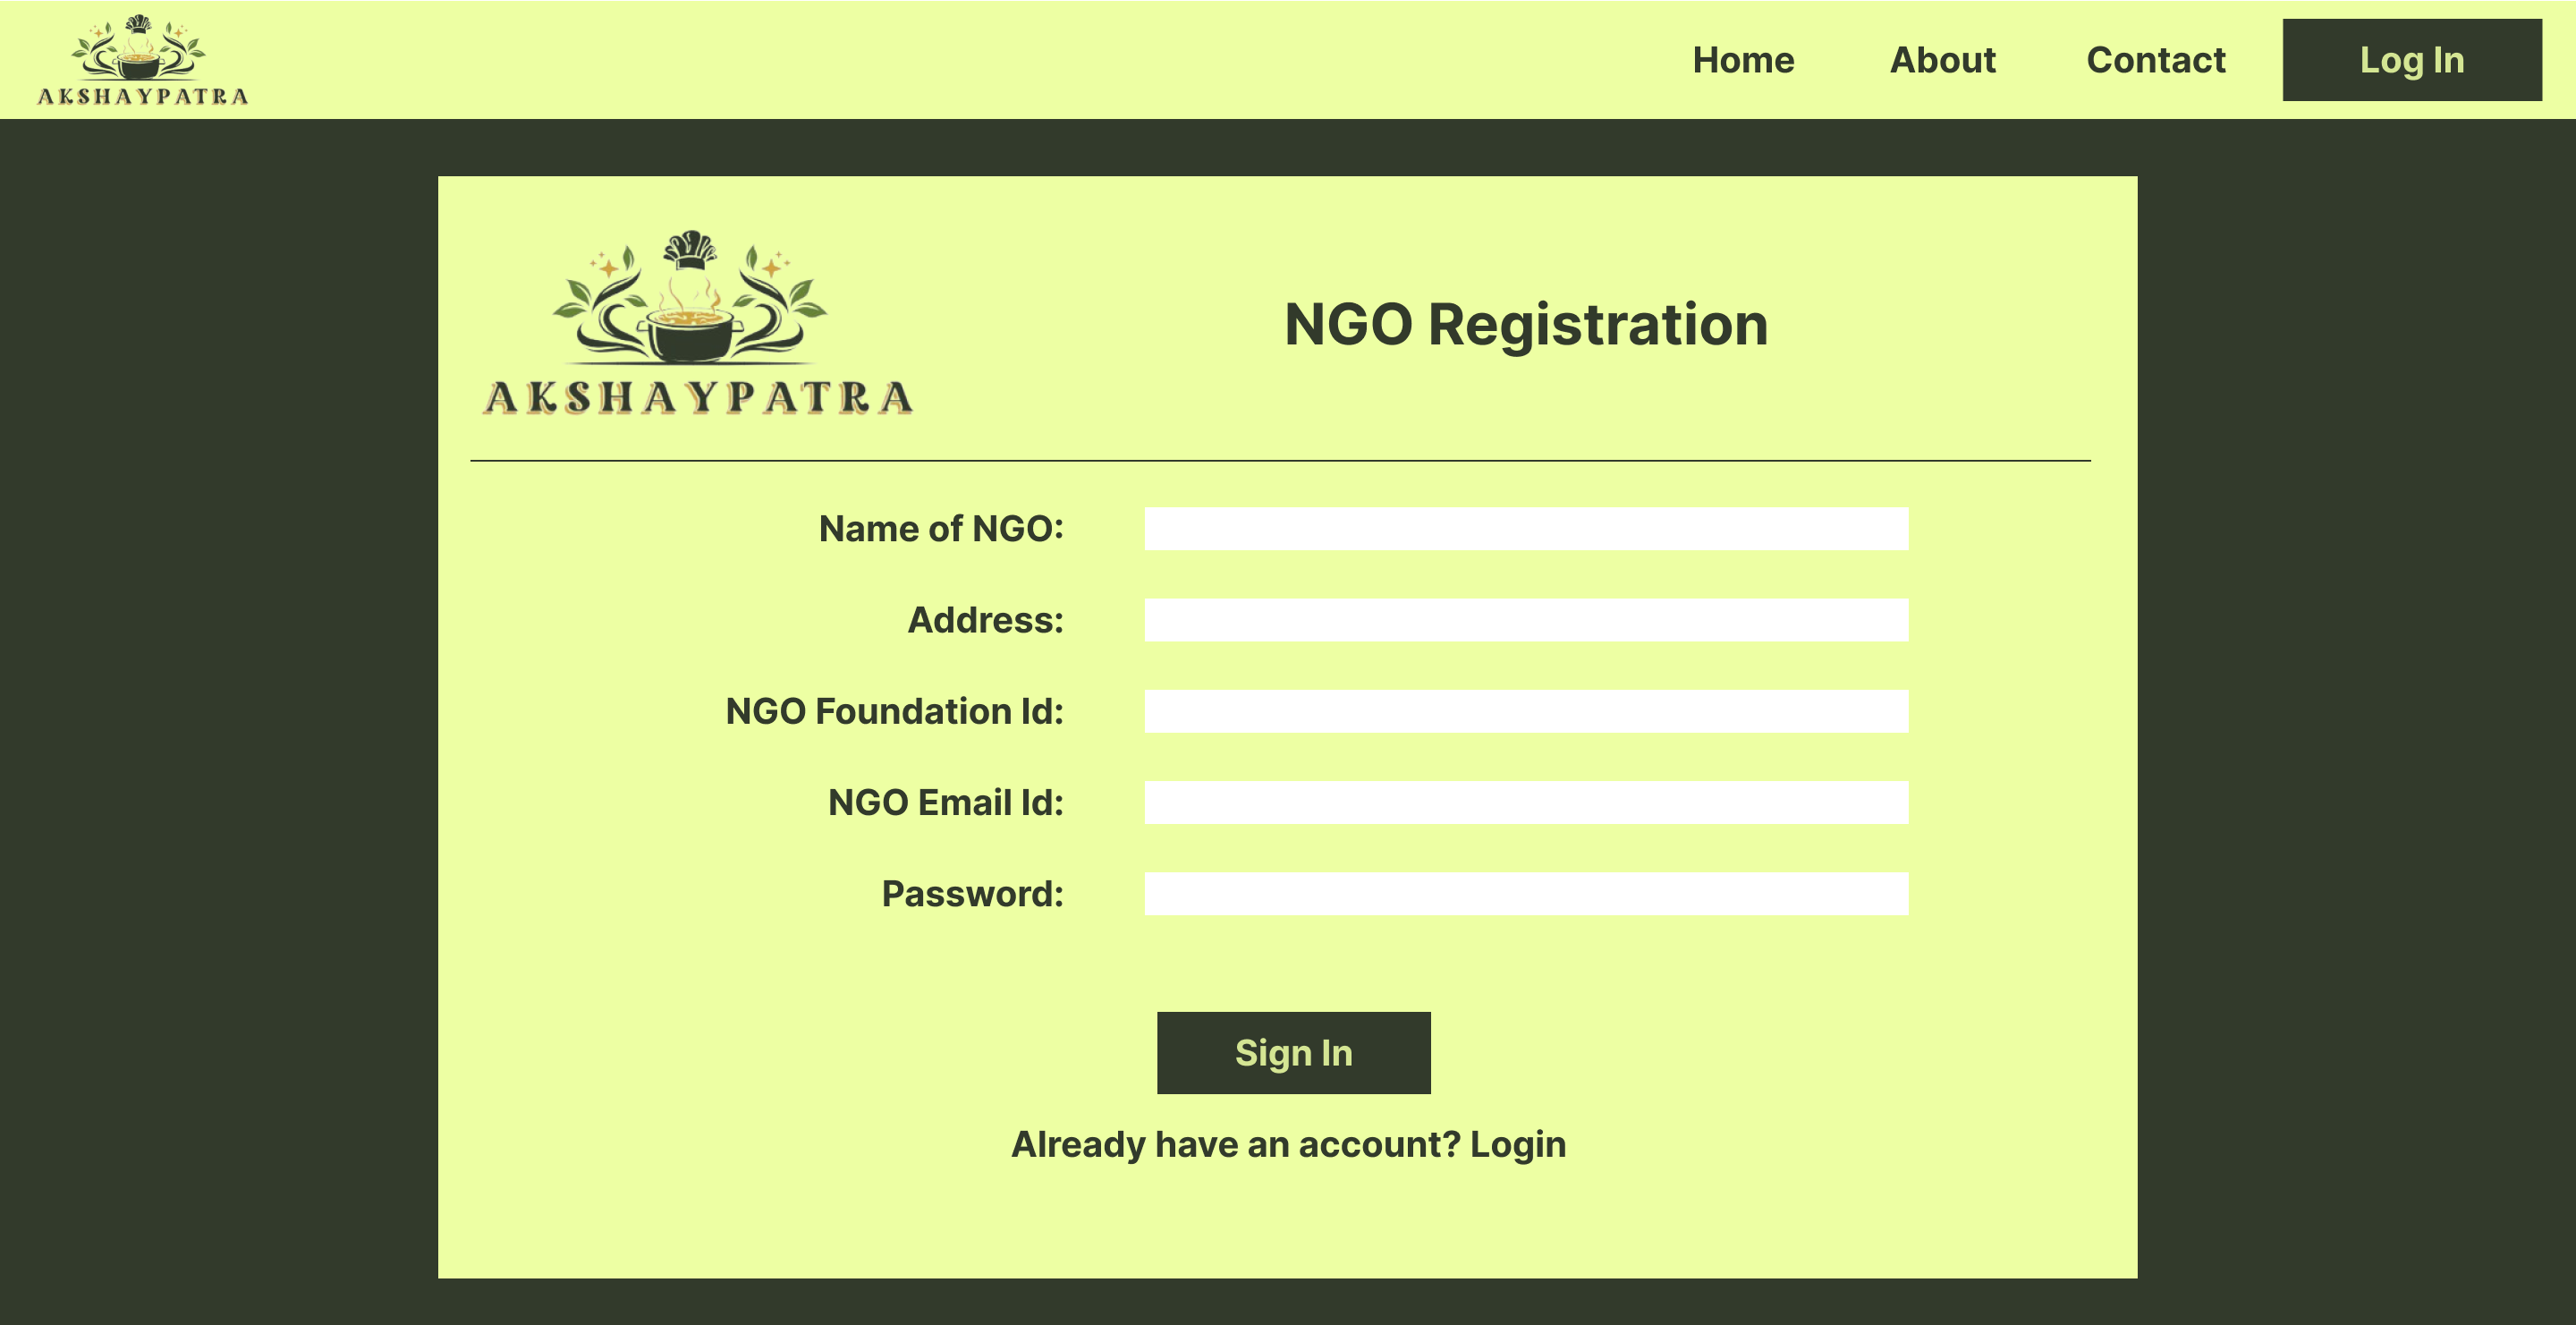 AKSHAYPATRA
Home About Contact Log In
AKSHAYPATRA
NGO Registration
Name of NGO:
Address:
NGO Foundation Id:
NGO Email Id:
Password:
Sign In
Already have an account? Login